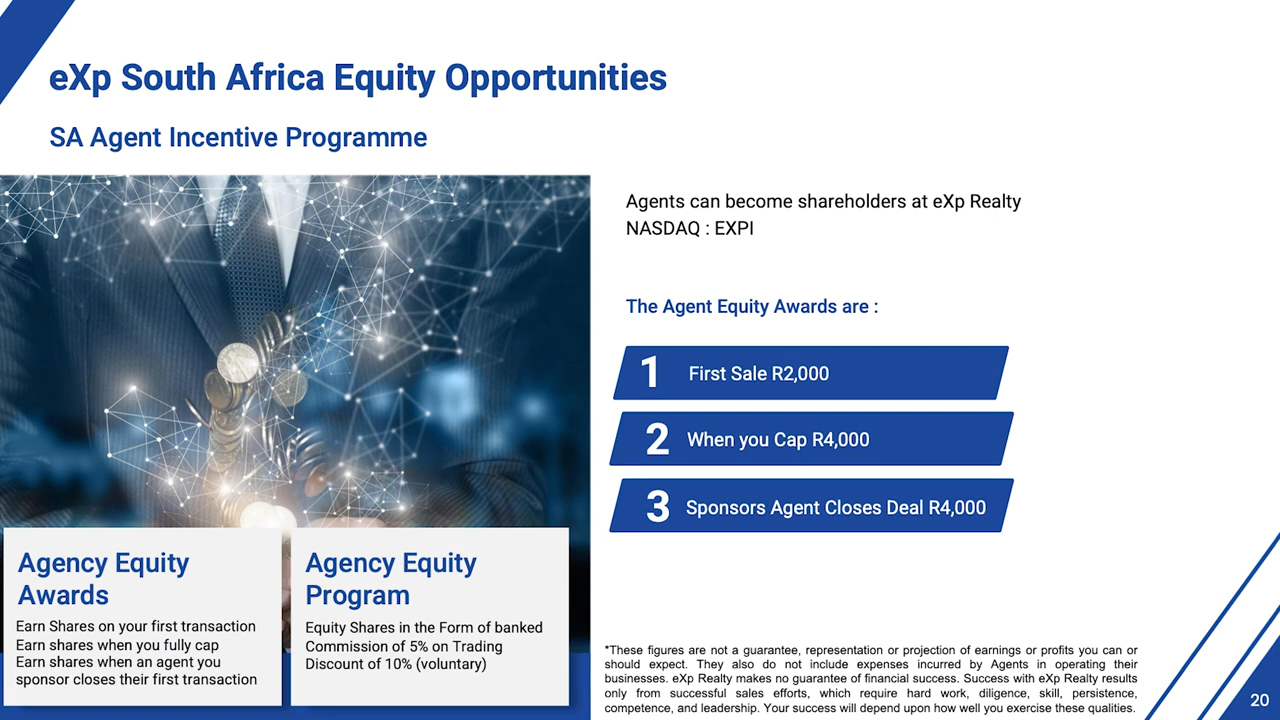 eXp South Africa Equity Opportunities
SA Agent Incentive Programme
Agents can become shareholders at eXp Realty
NASDAQ : EXPI
The Agent Equity Awards are :
1 First Sale R2,000
2 When you Cap R4,000
3 Sponsors Agent Closes Deal R4,000
Agency Equity
Awards
Earn Shares on your first transaction
Earn shares when you fully cap
Earn shares when an agent you
sponsor closes their first transaction
Agency Equity
Program
Equity Shares in the Form of banked
Commission of 5% on Trading
Discount of 10% (voluntary)
*These figures are not a guarantee, representation or projection of earnings or profits you can or
should expect. They also do not include expenses incurred by Agents in operating their
businesses. eXp Realty makes no guarantee of financial success. Success with eXp Realty results
only from successful sales efforts, which require hard work, diligence, skill, persistence,
competence, and leadership. Your success will depend upon how well you exercise these qualities.
20